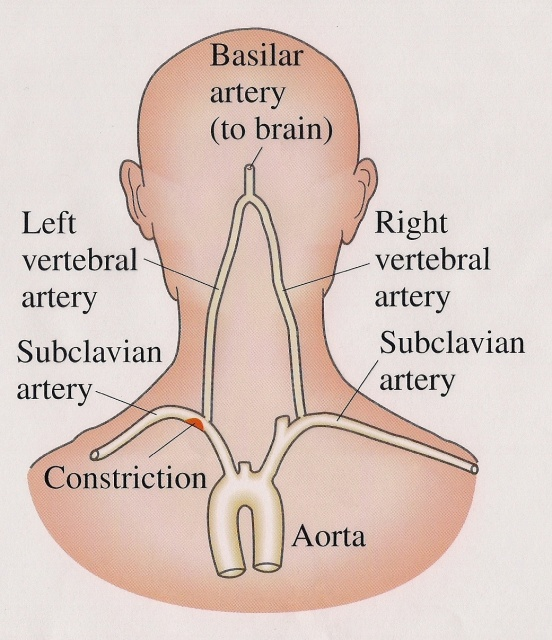 Basilar
artery
(to brain)
Left
vertebral
artery
Right
vertebral
artery
Subclavian
artery
Subclavian
artery
Constriction
Aorta